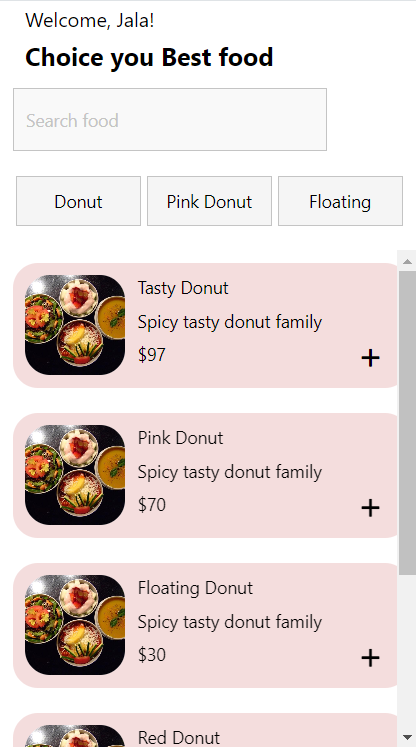 Welcome, Jala!
Choice you Best food
Search food
Donut Pink Donut Floating
Tasty Donut
Spicy tasty donut family
$97 +
Pink Donut
Spicy tasty donut family
$70 +
Floating Donut
Spicy tasty donut family
$30 +
Red Donut